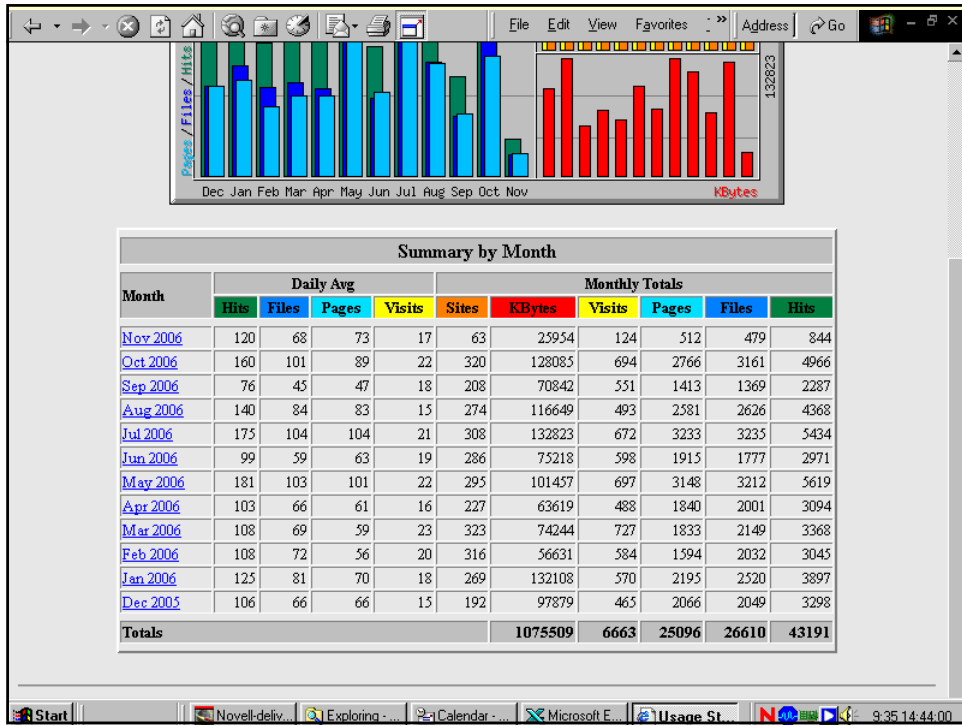 File Edit View Favorites » Address Go
Pages / Files / Hits
132823
Dec Jan Feb Mar Apr May Jun Jul Aug Sep Oct Nov
KBytes
Summary by Month
Month Daily Avg Monthly Totals
Hits Files Pages Visits Sites KBytes Visits Pages Files Hits
Nov 2006 120 68 73 17 63 25954 124 512 479 844
Oct 2006 160 101 89 22 320 128085 694 2766 3161 4966
Sep 2006 76 45 47 18 208 70842 551 1413 1369 2287
Aug 2006 140 84 83 15 274 116649 493 2581 2626 4368
Jul 2006 175 104 104 21 308 132823 672 3233 3235 5434
Jun 2006 99 59 63 19 286 75218 598 1915 1777 2971
May 2006 181 103 101 22 295 101457 697 3148 3212 5619
Apr 2006 103 66 61 16 227 63619 488 1840 2001 3094
Mar 2006 108 69 59 23 323 74244 727 1833 2149 3368
Feb 2006 108 72 56 20 316 56631 584 1594 2032 3045
Jan 2006 125 81 70 18 269 132108 570 2195 2520 3897
Dec 2005 106 66 66 15 192 97879 465 2066 2049 3298
Totals 1075509 6663 25096 26610 43191
Start Novell-deliv... Exploring - ... Calendar - ... Microsoft E... Usage St... N 9:35 14:44:00